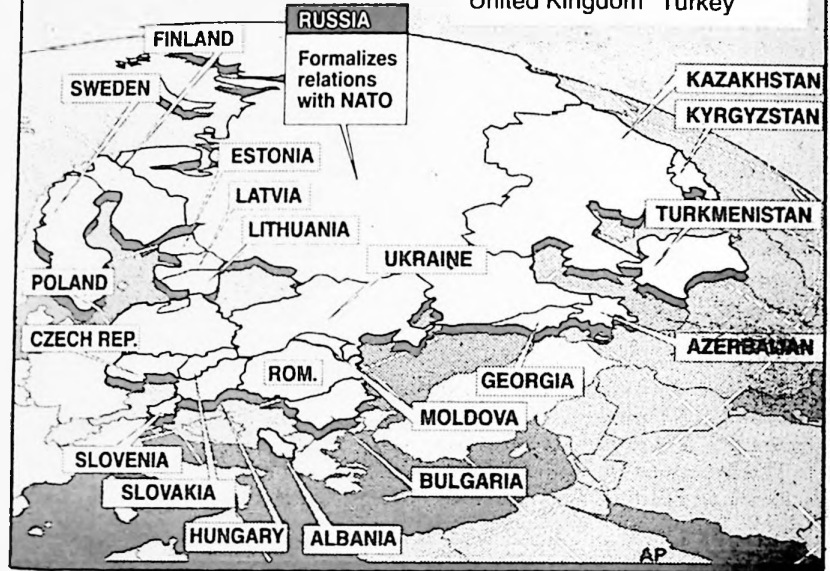 United Kingdom Turkey
RUSSIA
Formalizes
relations
with NATO
FINLAND
SWEDEN
KAZAKHSTAN
KYRGYZSTAN
ESTONIA
LATVIA
TURKMENISTAN
LITHUANIA
UKRAINE
POLAND
CZECH REP.
AZERBAIJAN
ROM.
GEORGIA
MOLDOVA
SLOVENIA
BULGARIA
SLOVAKIA
HUNGARY
ALBANIA
AP